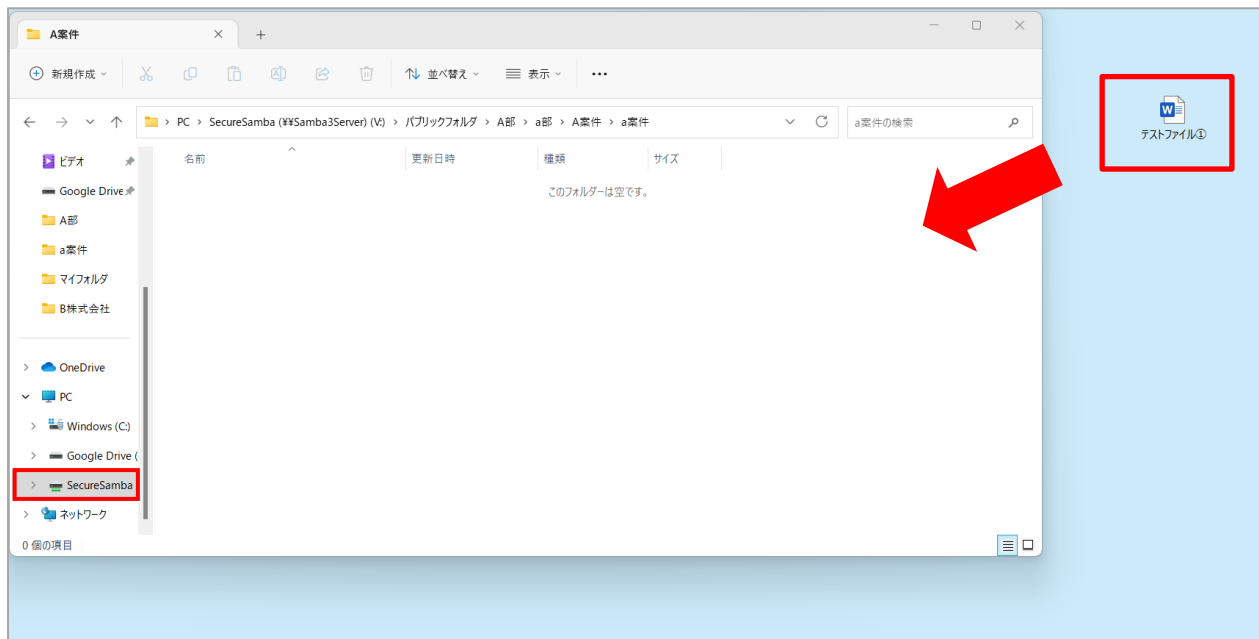 A案件
新規作成
並べ替え
表示
PC > SecureSamba (¥¥Samba3Server) (V:) > パブリックフォルダ > A部 > a部 > A案件 > a案件
a案件の検索
名前
更新日時
種類
サイズ
このフォルダーは空です。
ビデオ
Google Drive
A部
a案件
マイフォルダ
B株式会社
OneDrive
PC
Windows (C:)
Google Drive (
SecureSamba
ネットワーク
0 個の項目
テストファイル①